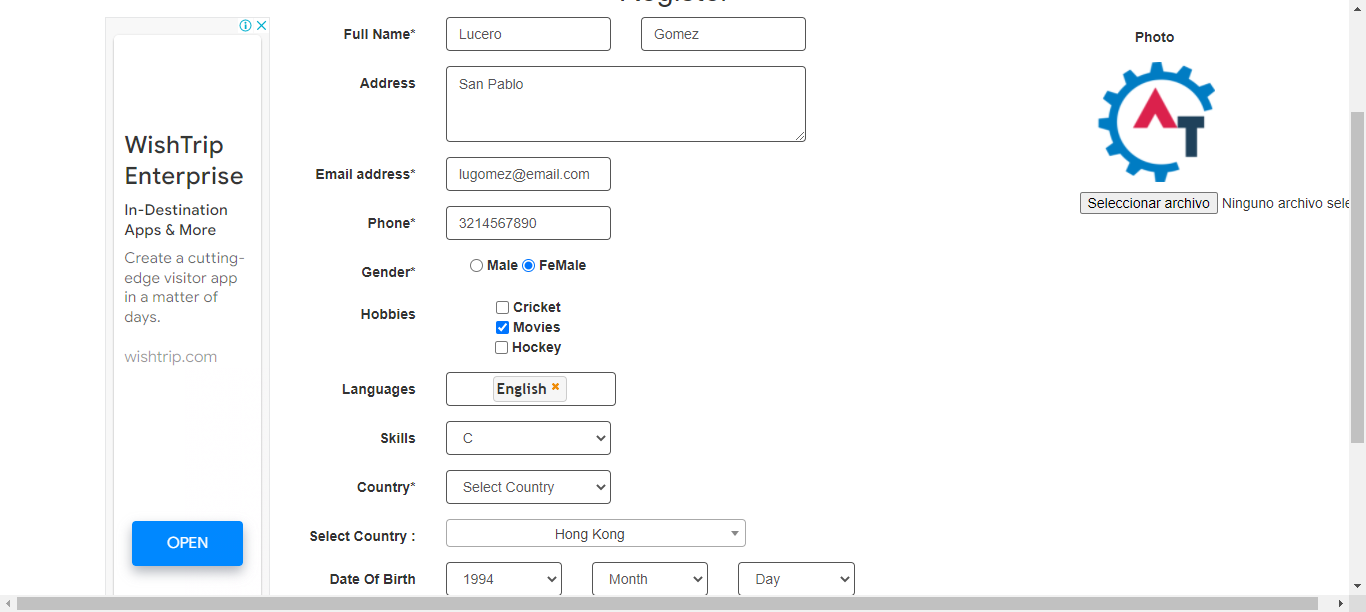 Register
Full Name* Lucero Gomez
Photo
Address San Pablo
AT
WishTrip
Enterprise
In-Destination
Apps & More
Create a cutting-
edge visitor app
in a matter of
days.
wishtrip.com
OPEN
Email address* lugomez@email.com
Seleccionar archivo Ninguno archivo sele
Phone* 3214567890
Gender* Male FeMale
Hobbies Cricket
Movies
Hockey
Languages English
Skills C
Country* Select Country
Select Country : Hong Kong
Date Of Birth 1994 Month Day